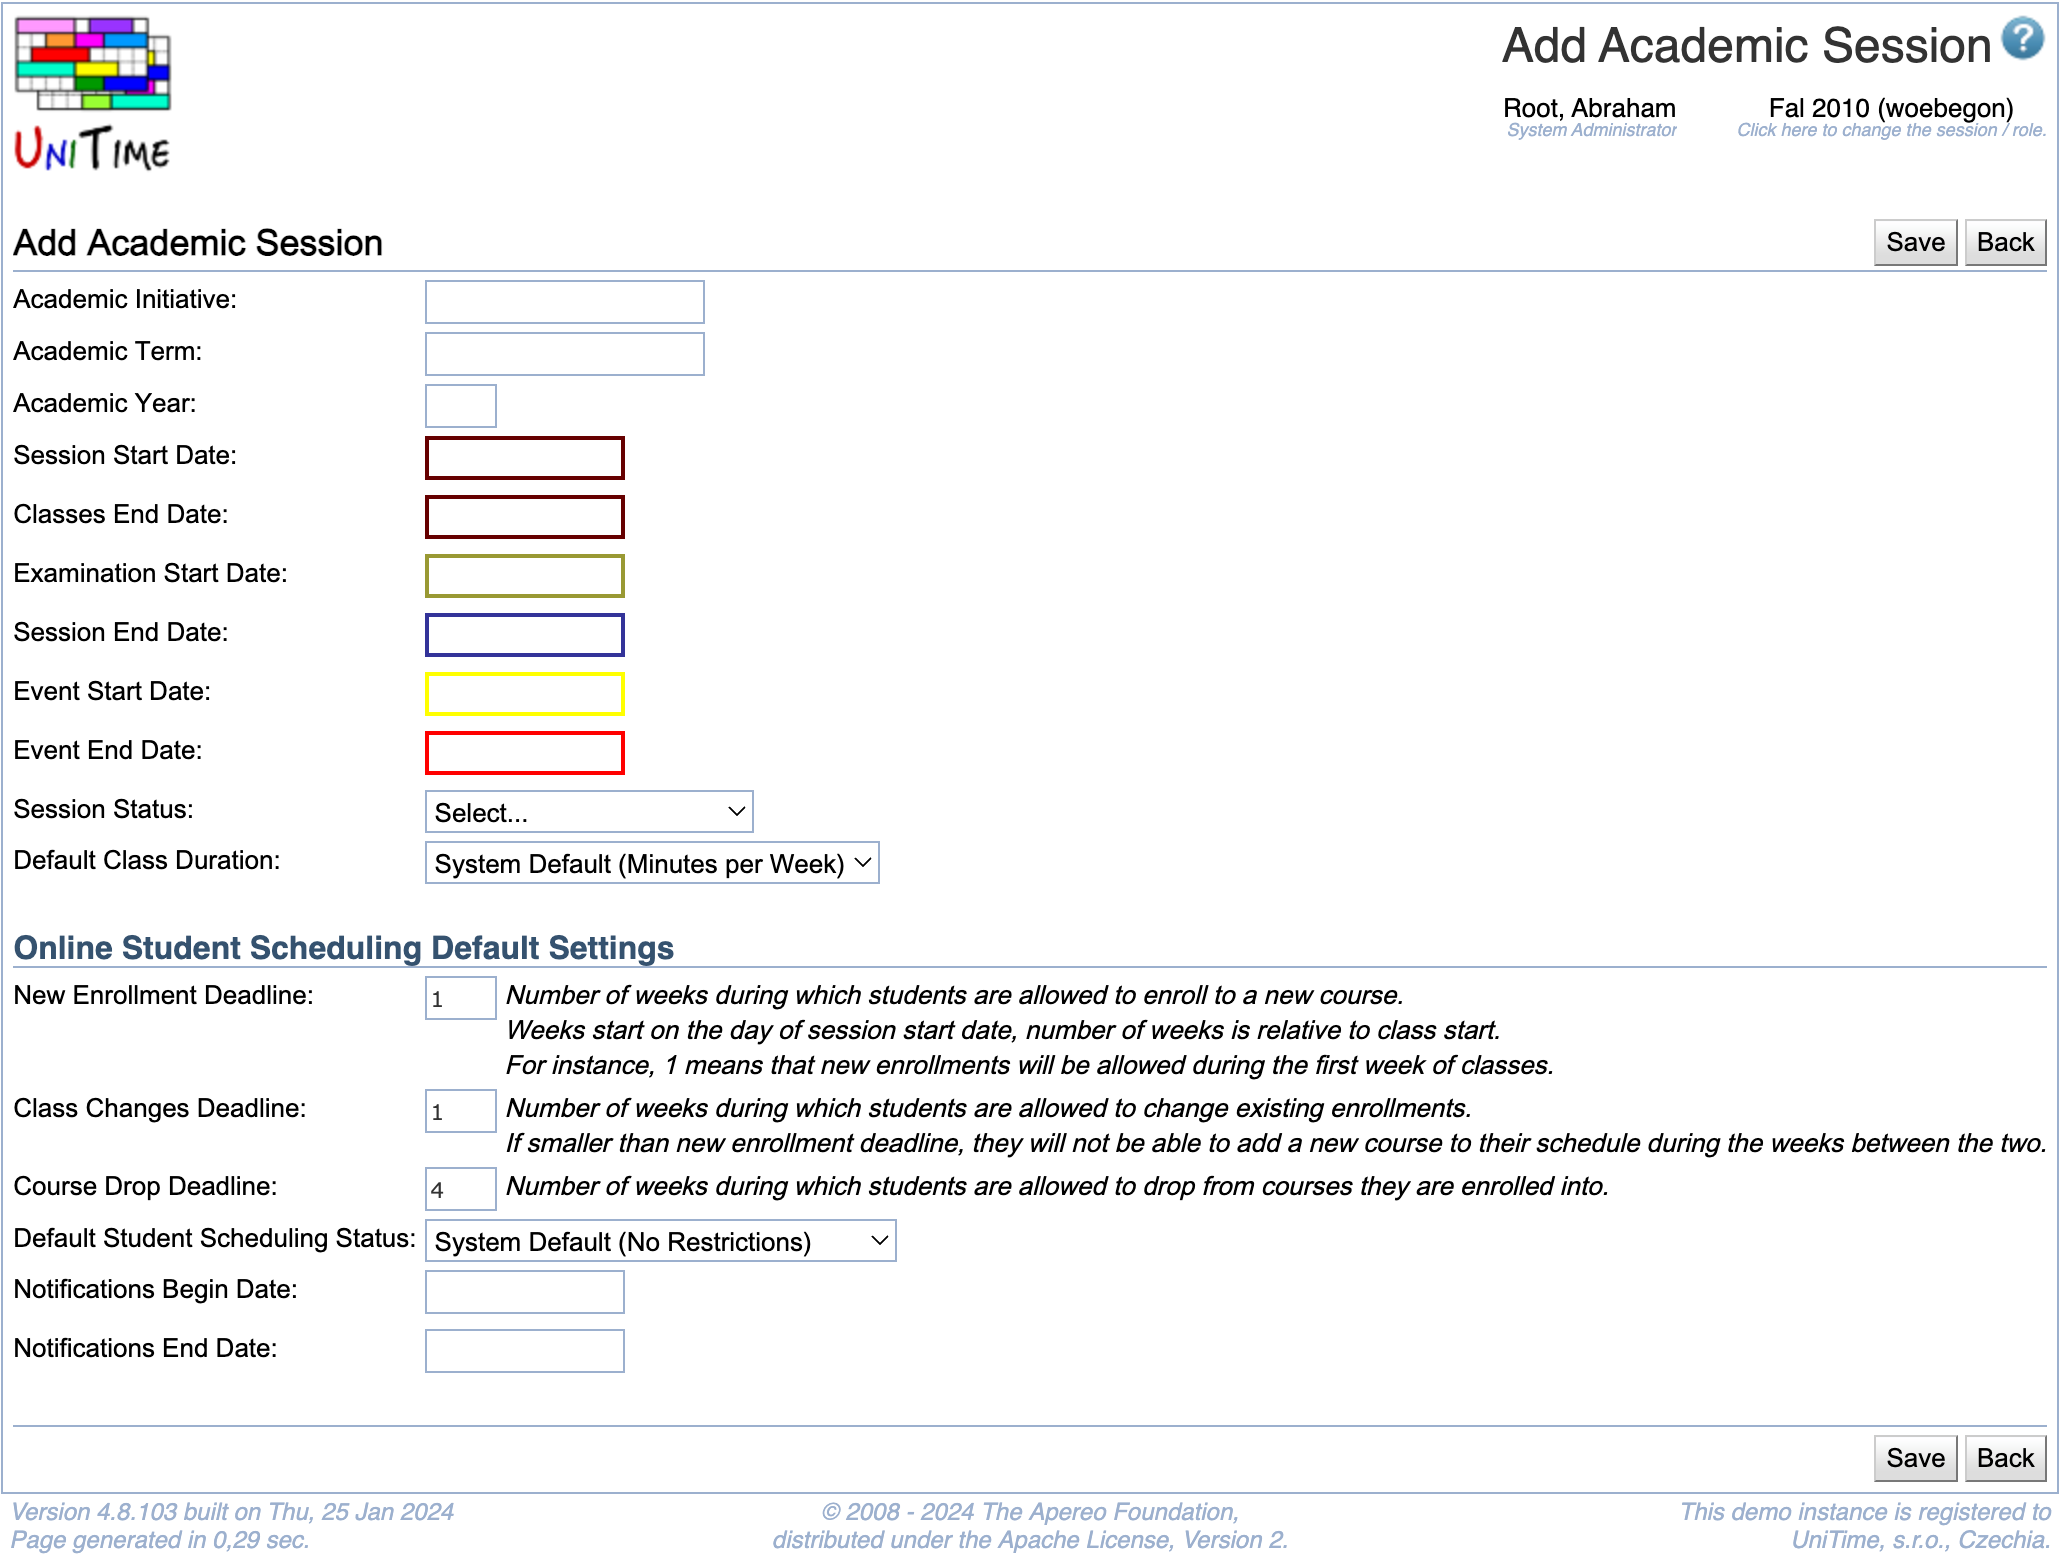 UNITIME
Add Academic Session
Root, Abraham
System Administrator
Fal 2010 (woebegon)
Click here to change the session / role.
Add Academic Session
Save
Back
Academic Initiative:
Academic Term:
Academic Year:
Session Start Date:
Classes End Date:
Examination Start Date:
Session End Date:
Event Start Date:
Event End Date:
Session Status: Select...
Default Class Duration: System Default (Minutes per Week)
Online Student Scheduling Default Settings
New Enrollment Deadline: 1 Number of weeks during which students are allowed to enroll to a new course.
Weeks start on the day of session start date, number of weeks is relative to class start.
For instance, 1 means that new enrollments will be allowed during the first week of classes.
Class Changes Deadline: 1 Number of weeks during which students are allowed to change existing enrollments.
If smaller than new enrollment deadline, they will not be able to add a new course to their schedule during the weeks between the two.
Course Drop Deadline: 4 Number of weeks during which students are allowed to drop from courses they are enrolled into.
Default Student Scheduling Status: System Default (No Restrictions)
Notifications Begin Date:
Notifications End Date:
Save
Back
Version 4.8.103 built on Thu, 25 Jan 2024
Page generated in 0,29 sec.
© 2008 - 2024 The Apereo Foundation,
distributed under the Apache License, Version 2.
This demo instance is registered to
UniTime, s.r.o., Czechia.